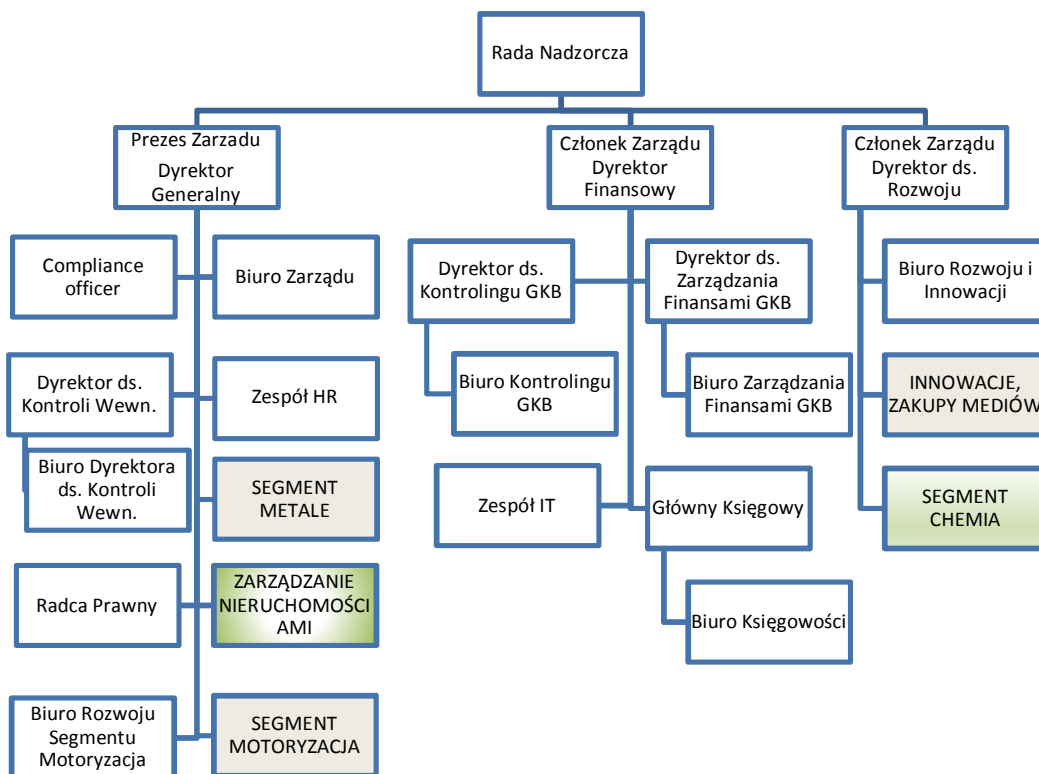 Rada Nadzorcza
Prezes Zarzadu
Dyrektor
Generalny
Członek Zarządu
Dyrektor
Finansowy
Członek Zarządu
Dyrektor ds.
Rozwoju
Compliance
officer
Biuro Zarządu
Dyrektor ds.
Kontrolingu GKB
Dyrektor ds.
Zarządzania
Finansami GKB
Biuro Rozwoju i
Innowacji
Dyrektor ds.
Kontroli Wewn.
Zespół HR
Biuro Kontrolingu
GKB
Biuro Zarządzania
Finansami GKB
INNOWACJE,
ZAKUPY MEDIÓW
Biuro Dyrektora
ds. Kontroli
Wewn.
SEGMENT
METALE
Zespół IT
Główny Księgowy
SEGMENT
CHEMIA
Radca Prawny
ZARZĄDZANIE
NIERUCHOMOŚCI
AMI
Biuro Księgowości
Biuro Rozwoju
Segmentu
Motoryzacja
SEGMENT
MOTORYZACJA